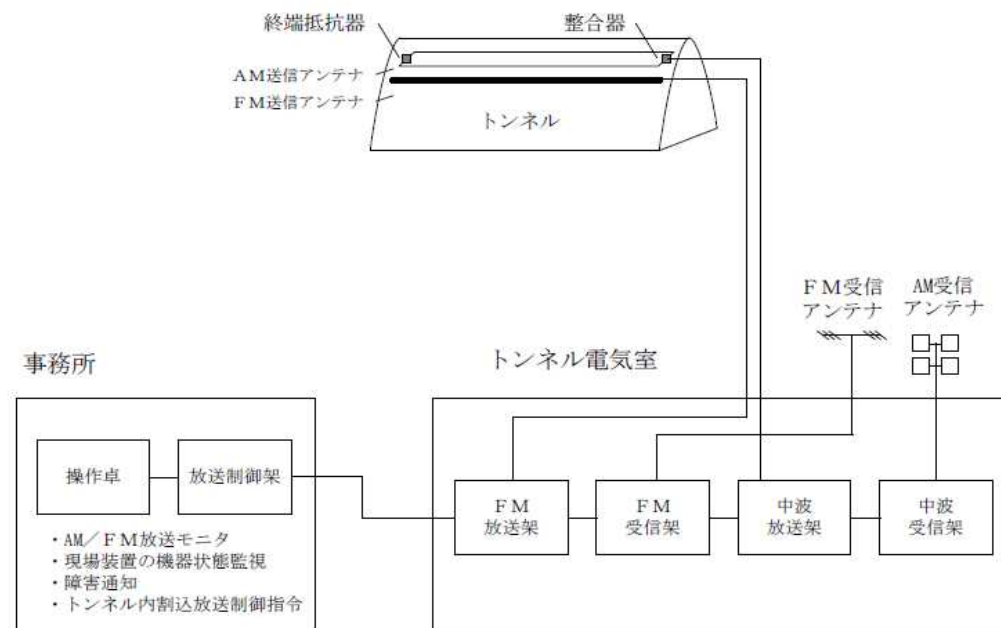 終端抵抗器
整合器
AM送信アンテナ
ＦＭ送信アンテナ
トンネル
ＦＭ受信
アンテナ
AM受信
アンテナ
事務所
トンネル電気室
操作卓
放送制御架
ＦＭ
放送架
ＦＭ
受信架
中波
放送架
中波
受信架
・AM／ＦＭ放送モニタ
・現場装置の機器状態監視
・障害通知
・トンネル内割込放送制御指令